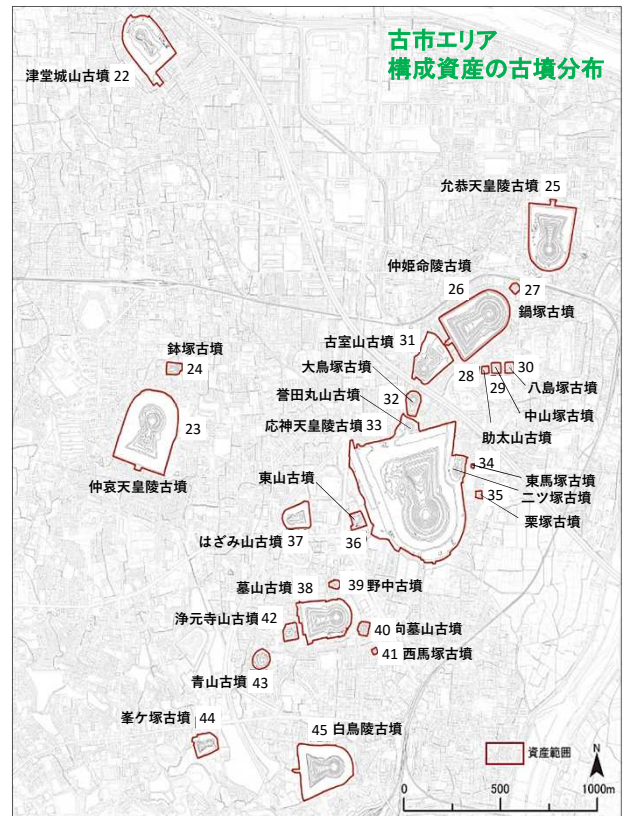 古市エリア
構成資産の古墳分布
津堂城山古墳 22
允恭天皇陵古墳 25
仲姫命陵古墳
26
27
鍋塚古墳
古室山古墳 31
鉢塚古墳
24
大鳥塚古墳
32
28
29
30
八島塚古墳
中山塚古墳
助太山古墳
誉田丸山古墳
応神天皇陵古墳 33
23
仲哀天皇陵古墳
34
東馬塚古墳
二ツ塚古墳
35
栗塚古墳
東山古墳
36
はざみ山古墳
37
39 野中古墳
墓山古墳 38
浄元寺山古墳 42
40 向墓山古墳
41 西馬塚古墳
青山古墳 43
峯ケ塚古墳
44
45 白鳥陵古墳
資産範囲
N
0 500 1000m